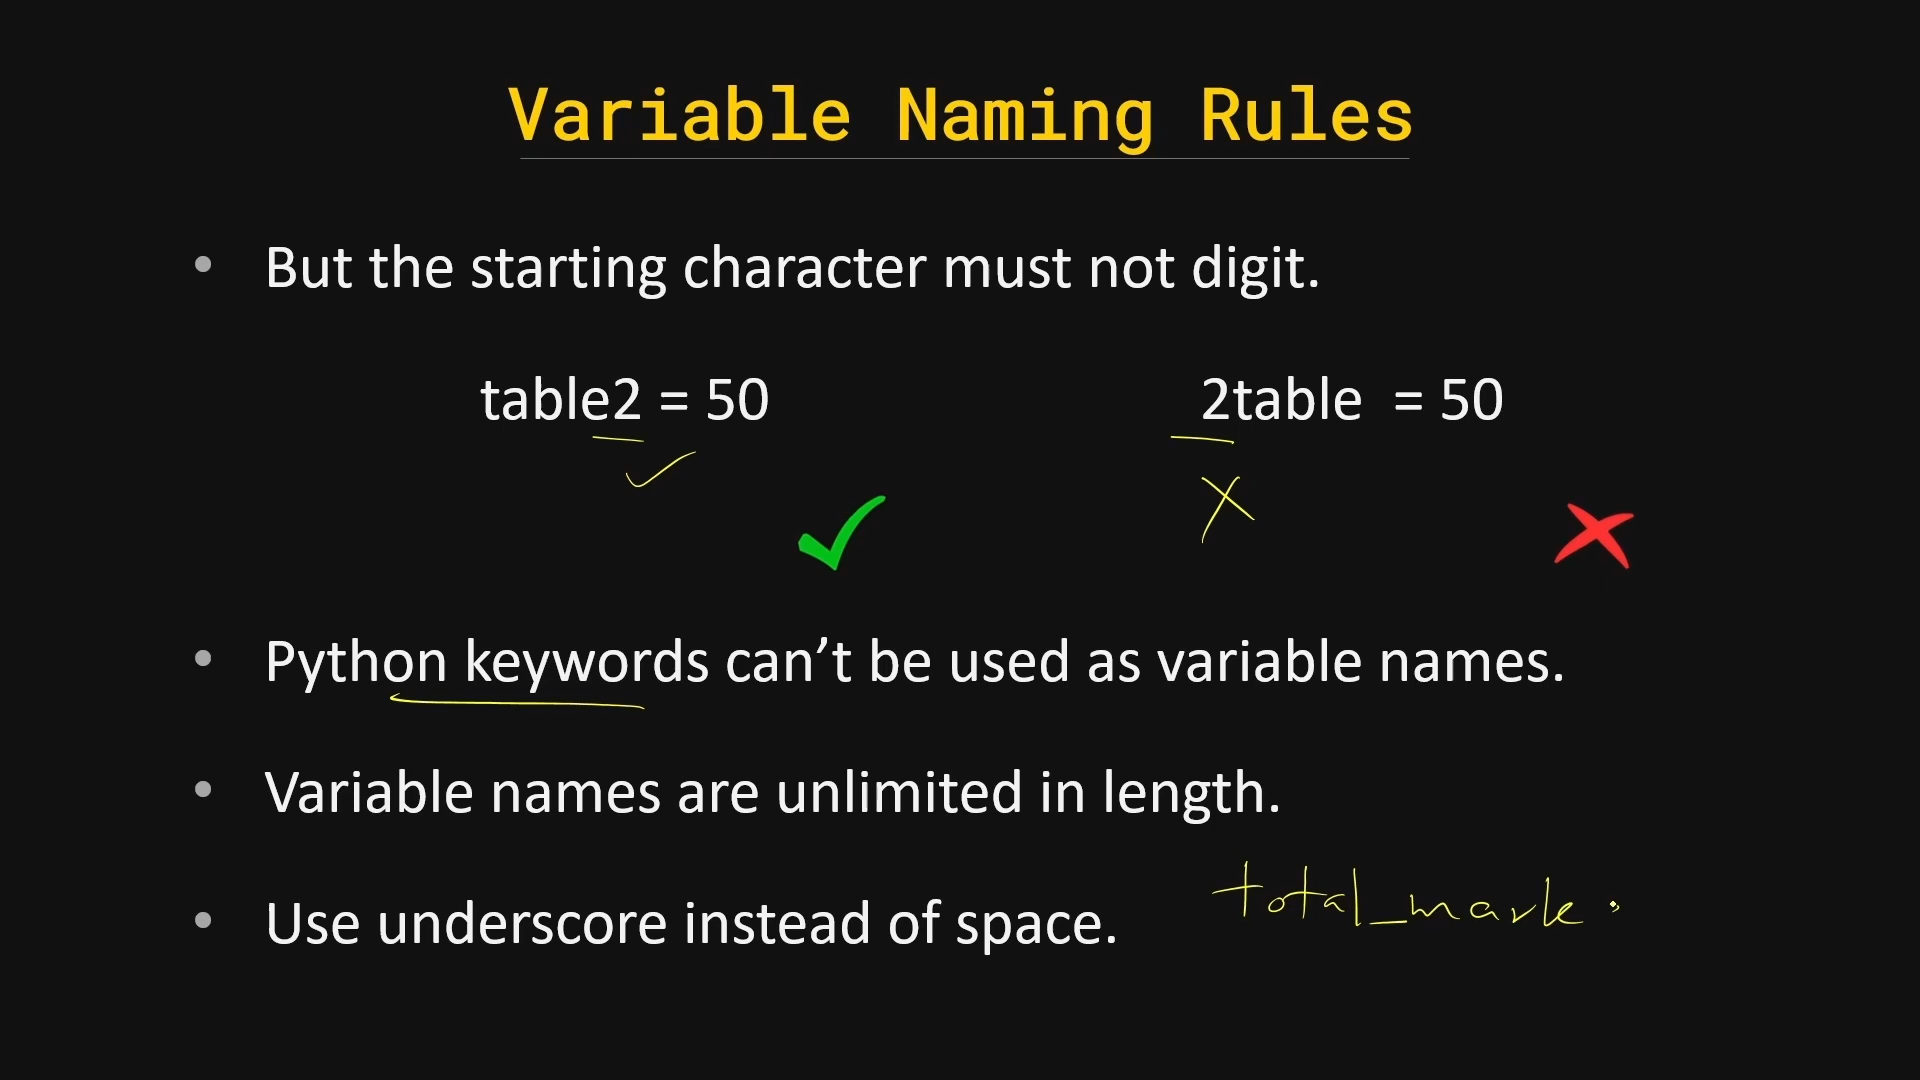 Variable Naming Rules
• But the starting character must not digit.
table2 = 50 2table = 50
• Python keywords can’t be used as variable names.
• Variable names are unlimited in length.
• Use underscore instead of space. total_mark